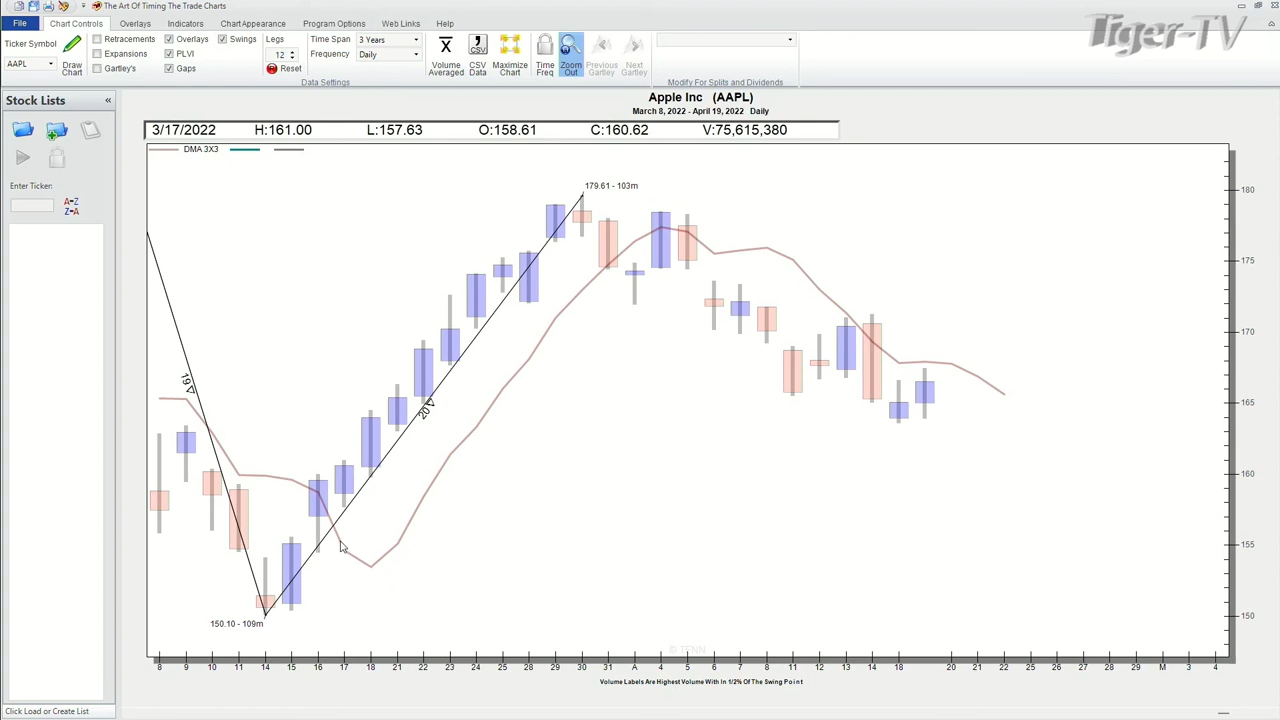 The Art Of Timing The Trade Charts
Tiger-TV
File Chart Controls Overlays Indicators Chart Appearance Program Options Web Links Help
Ticker Symbol
AAPL
Draw Chart
Retracements Overlays Swings
Expansions PLVI
Gartley's Gaps
Legs
12
Reset
Time Span 3 Years
Frequency Daily
Data Settings
Volume Averaged
CSV Data
Maximize Chart
Time Freq
Zoom Out
Previous Gartley
Next Gartley
Modify For Splits and Dividends
Stock Lists «
Enter Ticker:
A-Z
Z-A
Click Load or Create List
Apple Inc (AAPL)
March 8, 2022 - April 19, 2022 Daily
3/17/2022 H:161.00 L:157.63 O:158.61 C:160.62 V:75,615,380
DMA 3X3
179.61 - 103m
19
20
150.10 - 109m
180
175
170
165
160
155
150
© TENN
8 9 10 11 14 15 16 17 18 21 22 23 24 25 28 29 30 31 A 4 5 6 7 8 11 12 13 14 18 20 21 22 25 26 27 28 29 M 3 4
Volume Labels Are Highest Volume With In 1/2% Of The Swing Point